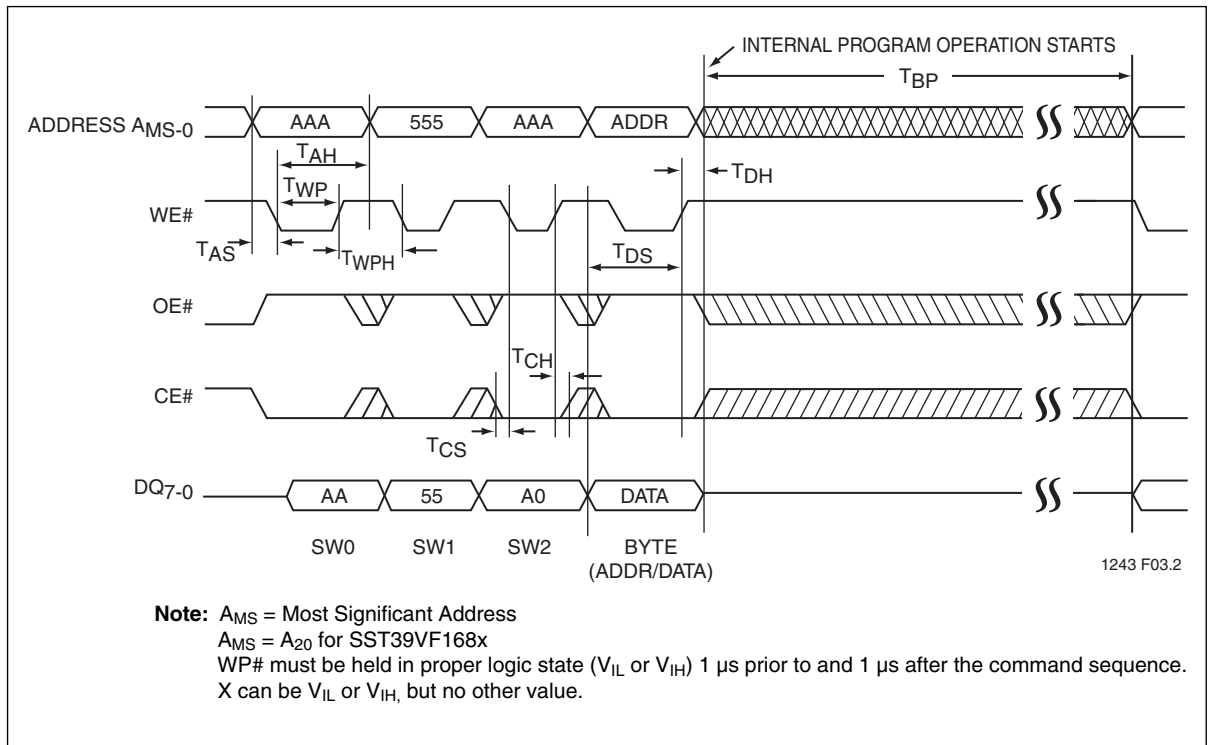 INTERNAL PROGRAM OPERATION STARTS
TBP
ADDRESS AMS-0
AAA
555
AAA
ADDR
TAH
TDH
TWP
WE#
TAS
TWPH
TDS
OE#
TCH
CE#
TCS
DQ7-0
AA
55
A0
DATA
SW0
SW1
SW2
BYTE
(ADDR/DATA)
1243 F03.2
Note: AMS = Most Significant Address
AMS = A20 for SST39VF168x
WP# must be held in proper logic state (VIL or VIH) 1 µs prior to and 1 µs after the command sequence.
X can be VIL or VIH, but no other value.